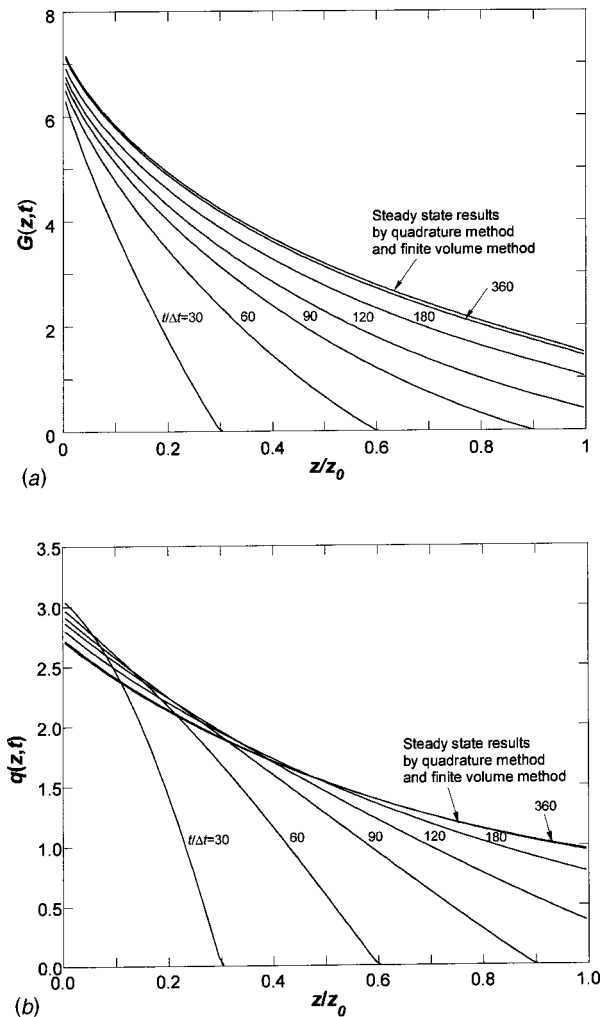 8
6
4
2
0
G(z,t)
Steady state results
by quadrature method
and finite volume method
360
t/Δt=30
60
90
120
180
0
0.2
0.4
0.6
0.8
1
z/z0
(a)
3.5
3.0
2.5
2.0
1.5
1.0
0.5
0.0
q(z,t)
Steady state results
by quadrature method
and finite volume method
360
t/Δt=30
60
90
120
180
0.0
0.2
0.4
0.6
0.8
1.0
z/z0
(b)